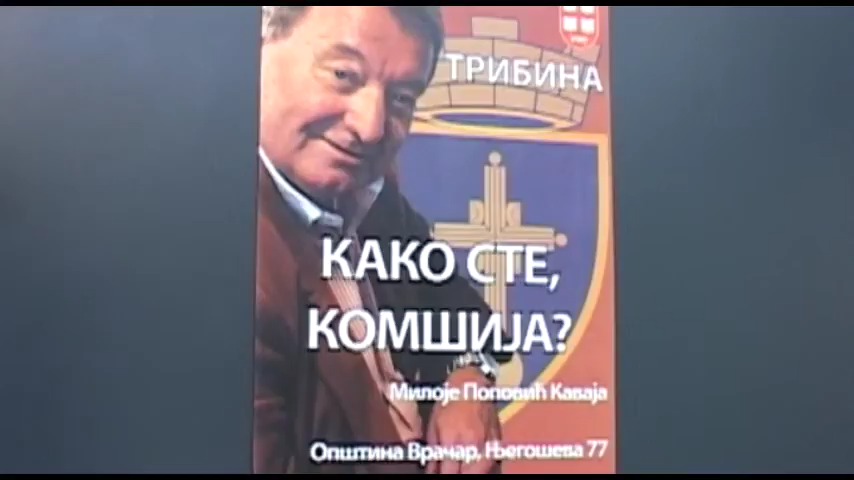 ТРИБИНА
КАКО СТЕ,
КОМШИЈА?
Милоје Поповић Каваја
Општина Врачар, Његошева 77